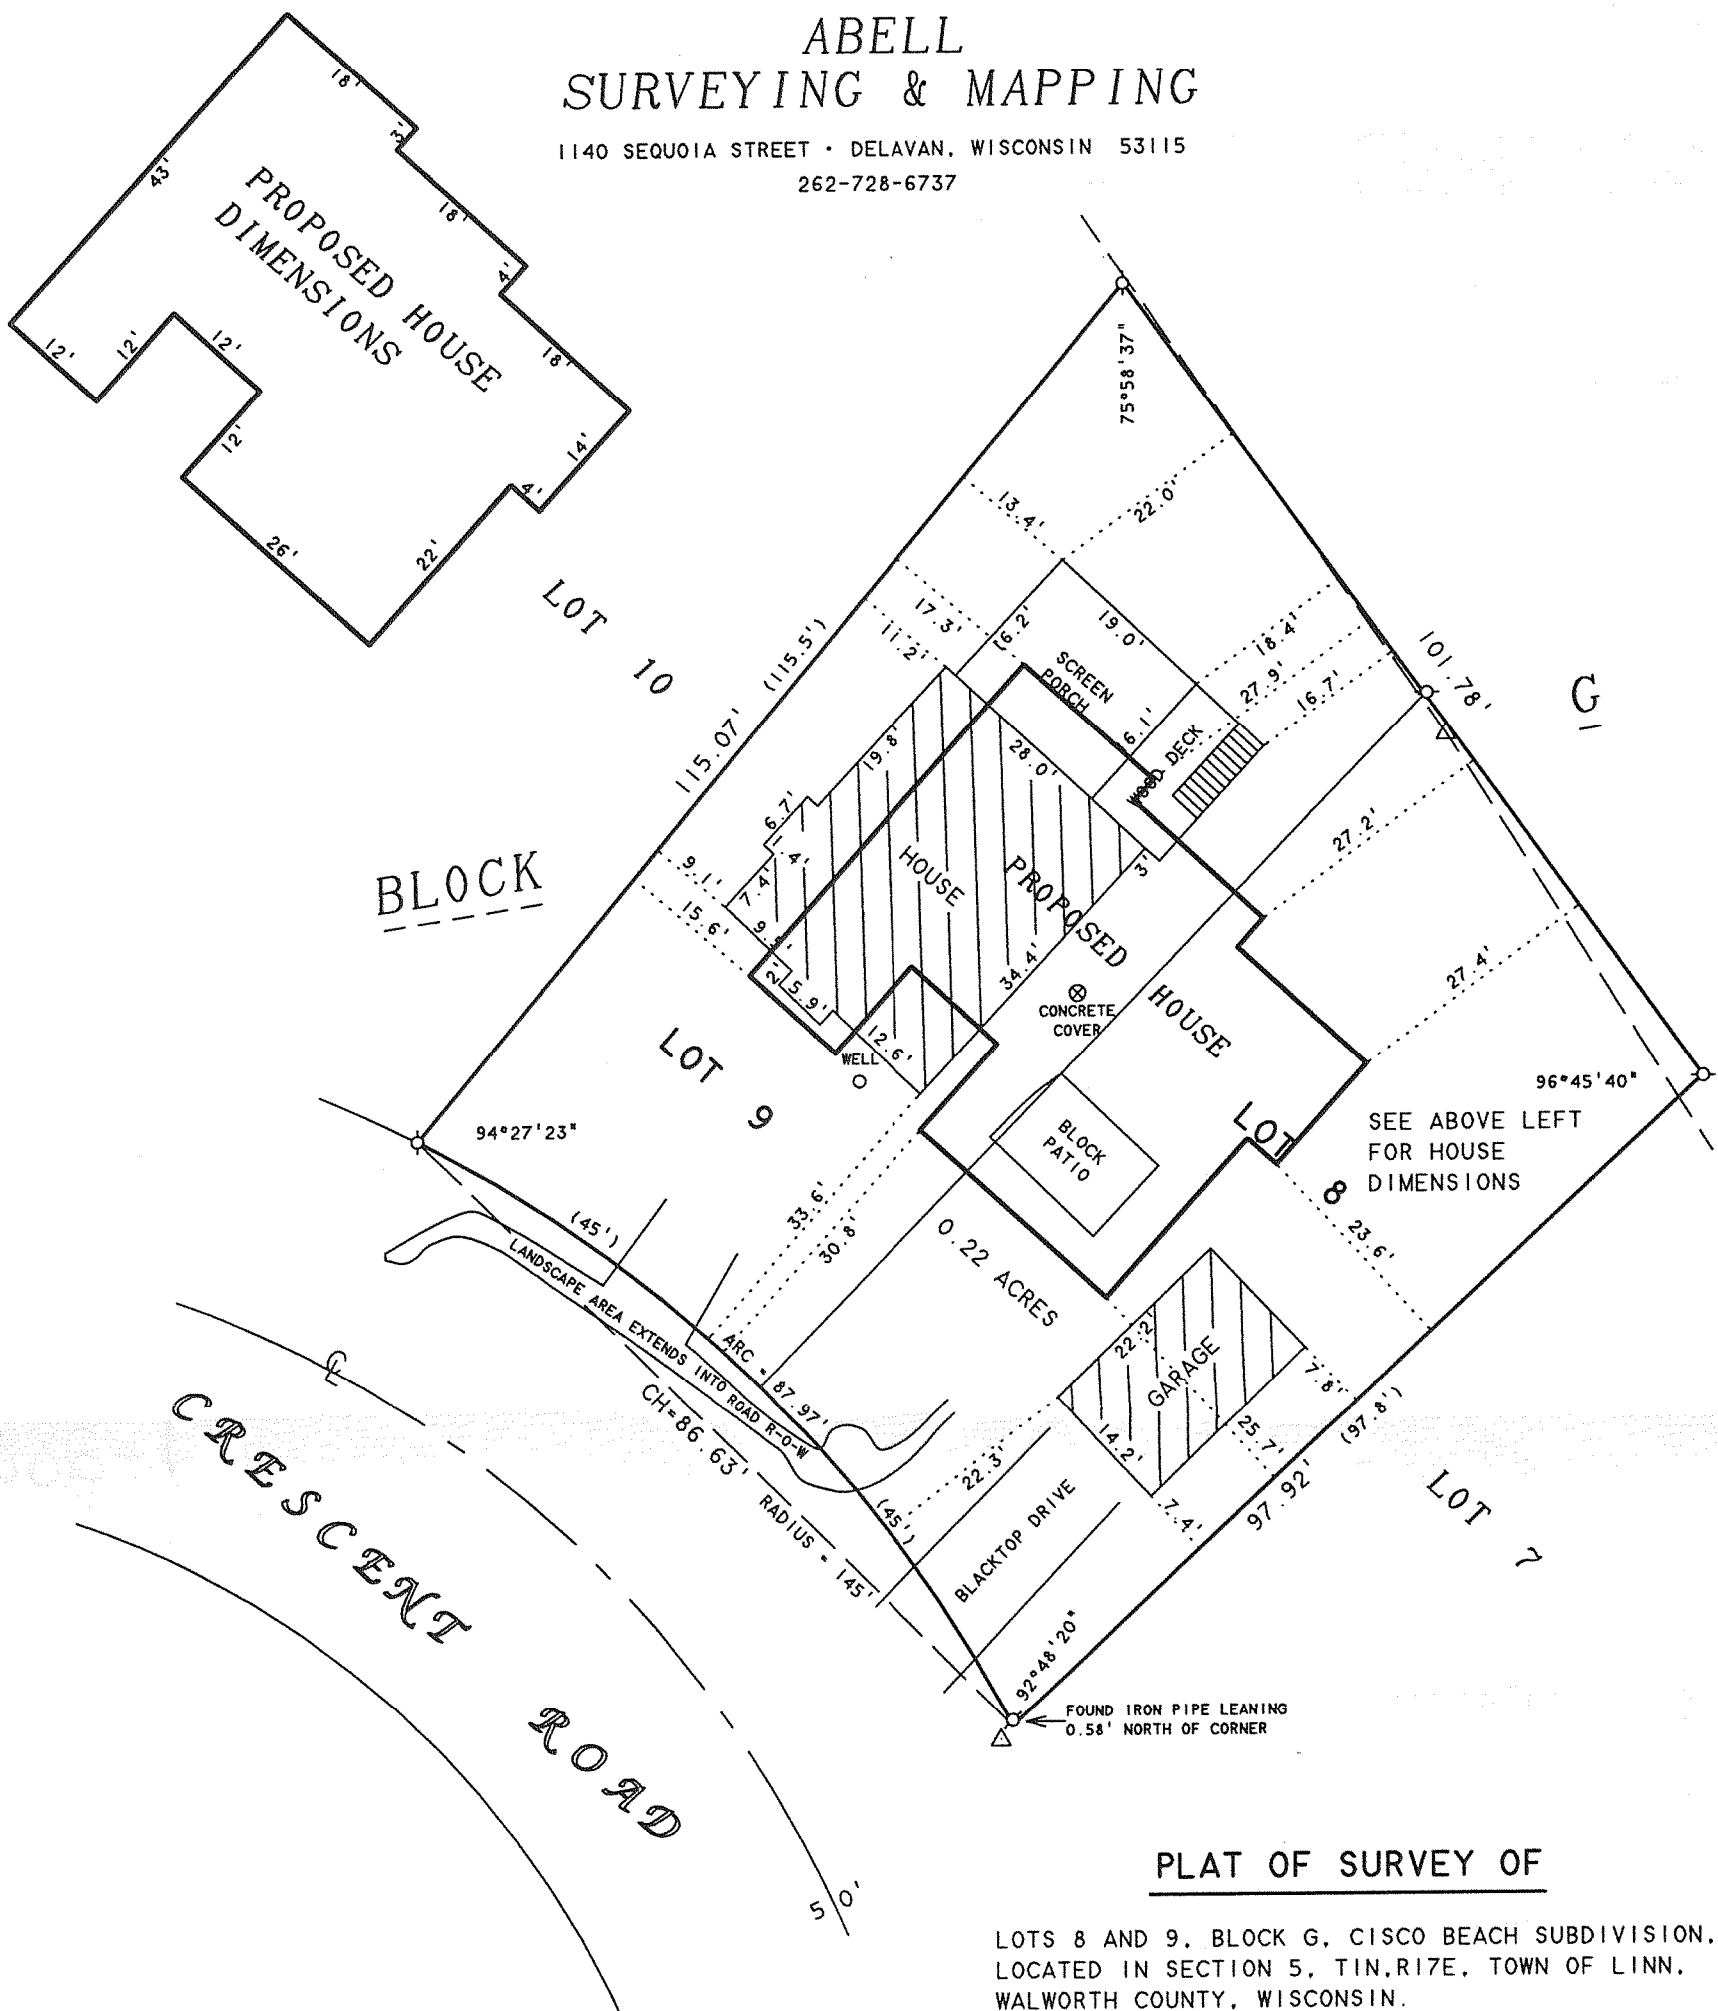 ABELL
SURVEYING & MAPPING
1140 SEQUOIA STREET • DELAVAN, WISCONSIN 53115
262-728-6737
18'
3'
43'
PROPOSED HOUSE
DIMENSIONS
18'
4'
12'
12'
12'
18'
12'
14'
4'
26'
22'
LOT 10
75°58'37"
13.4'
22.0'
17.3'
11.2'
16.2'
19.0'
18.4'
27.9'
16.7'
101.78'
G
(115.5')
115.07'
SCREEN
PORCH
6.1'
WOOD DECK
19.8'
28.0'
6.7'
1.4'
7.4'
9.1'
15.6'
BLOCK
HOUSE
PROPOSED
HOUSE
3'
27.2'
27.4'
2'
5.9'
34.4'
CONCRETE
COVER
12.6'
WELL
LOT 9
94°27'23"
96°45'40"
BLOCK
PATIO
LOT 8
SEE ABOVE LEFT
FOR HOUSE
DIMENSIONS
33.6'
30.8'
0.22 ACRES
23.6'
(45')
LANDSCAPE AREA EXTENDS INTO ROAD R-O-W
ARC = 87.97'
CH=86.63'
RADIUS = 145'
22.2'
GARAGE
7.8'
(97.8')
25.7'
14.2'
97.92'
22.3'
(45')
7.4'
BLACKTOP DRIVE
LOT 7
92°48'20"
FOUND IRON PIPE LEANING
0.58' NORTH OF CORNER
CRESCENT
ROAD
50'
PLAT OF SURVEY OF
LOTS 8 AND 9, BLOCK G, CISCO BEACH SUBDIVISION,
LOCATED IN SECTION 5, T1N,R17E, TOWN OF LINN,
WALWORTH COUNTY, WISCONSIN.